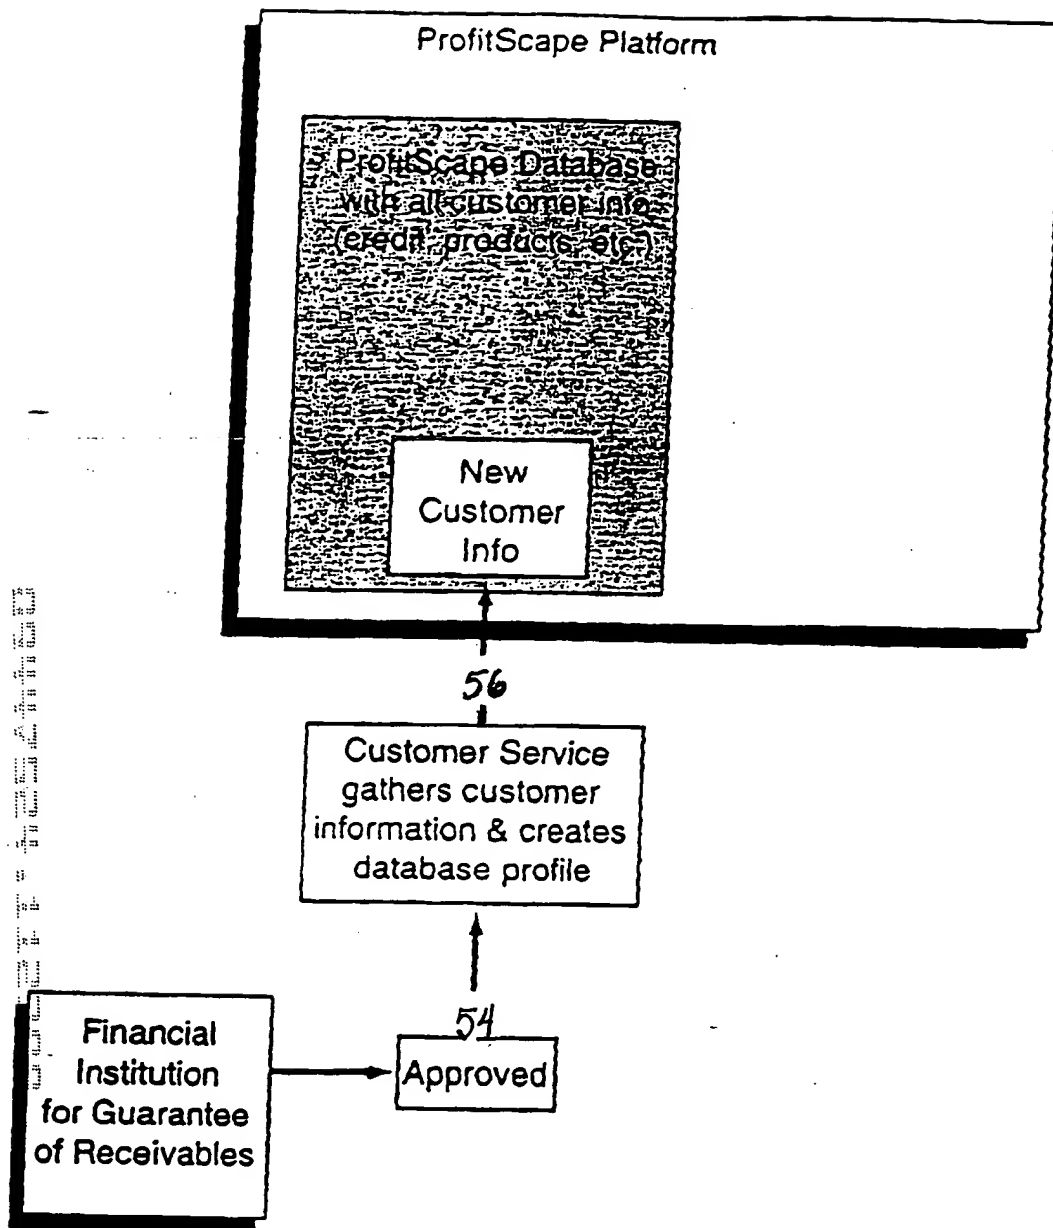 ProfitScape Platform
ProfitScape Database
with all customer info
(credit, products, etc.)
New
Customer
Info
56
Customer Service
gathers customer
information & creates
database profile
54
Approved
Financial
Institution
for Guarantee
of Receivables